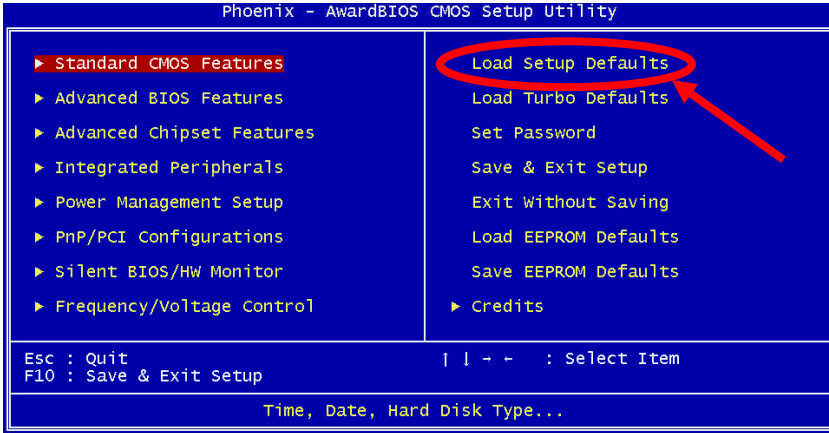 Phoenix - AwardBIOS CMOS Setup Utility
▶ Standard CMOS Features
▶ Advanced BIOS Features
▶ Advanced Chipset Features
▶ Integrated Peripherals
▶ Power Management Setup
▶ PnP/PCI Configurations
▶ Silent BIOS/HW Monitor
▶ Frequency/Voltage Control
Load Setup Defaults
Load Turbo Defaults
Set Password
Save & Exit Setup
Exit Without Saving
Load EEPROM Defaults
Save EEPROM Defaults
▶ Credits
Esc : Quit
F10 : Save & Exit Setup
↑ ↓ → ← : Select Item
Time, Date, Hard Disk Type...